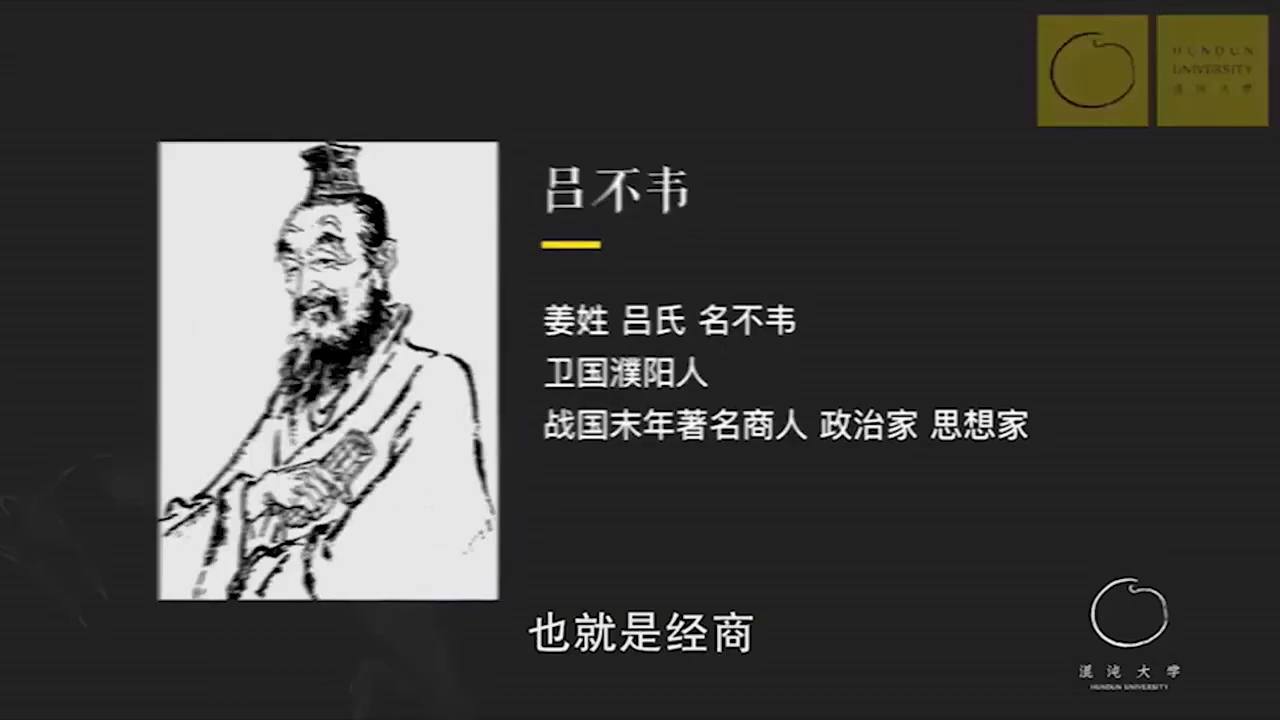 HUNDUN
UNIVERSITY
混沌大学
吕不韦
姜姓 吕氏 名不韦
卫国濮阳人
战国末年著名商人 政治家 思想家
也就是经商
混沌大学
HUNDUN UNIVERSITY